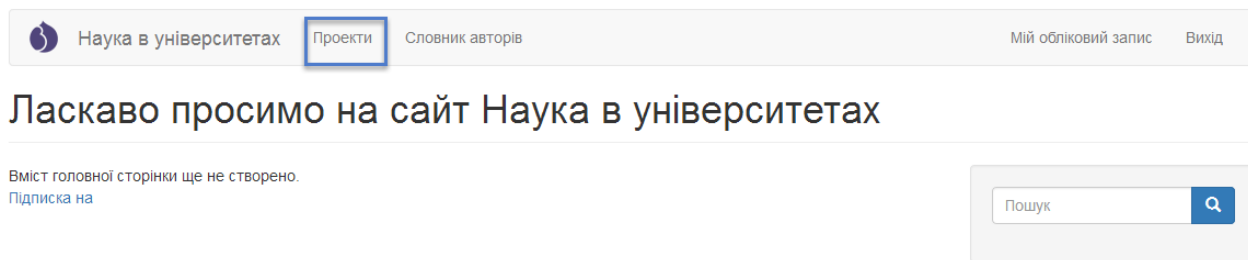 Наука в університетах Проекти Словник авторів Мій обліковий запис Вихід
Ласкаво просимо на сайт Наука в університетах
Вміст головної сторінки ще не створено.
Підписка на
Пошук